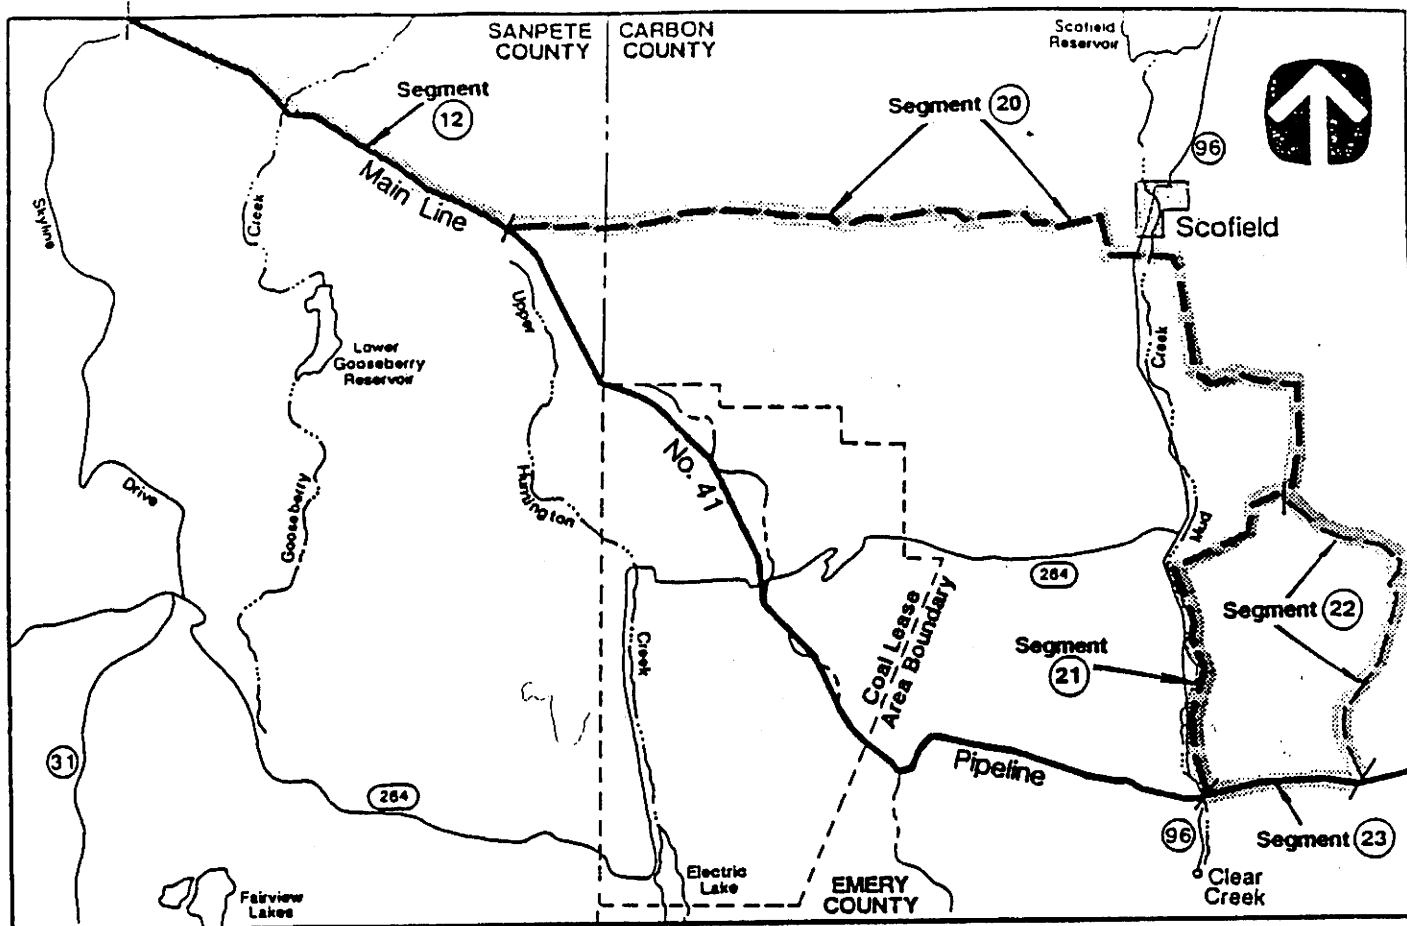 SANPETE
COUNTY
CARBON
COUNTY
Scofield
Reservoir
Segment
12
Segment 20
96
Main Line
Skyline
Creek
Scofield
Upper
Lower
Gooseberry
Reservoir
Creek
No. 41
Drive
Gooseberry
Huntington
Mud
264
Coal Lease
Area Boundary
Segment 22
Creek
Segment
21
31
Pipeline
264
96
Segment 23
Electric
Lake
EMERY
COUNTY
Clear
Creek
Fairview
Lakes